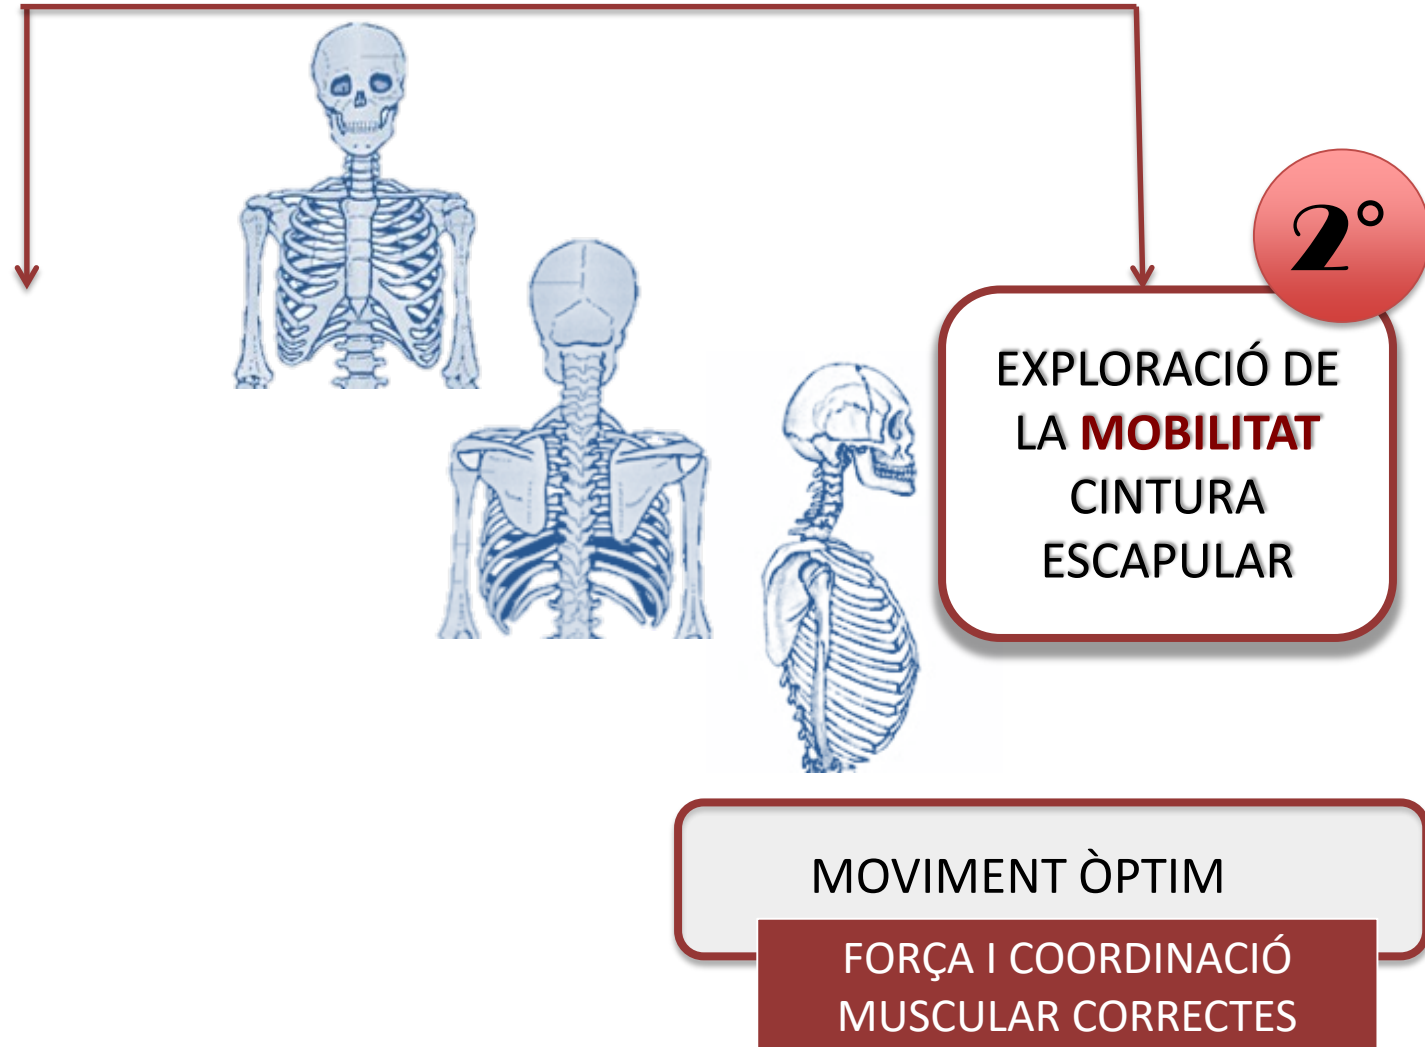 2°
EXPLORACIÓ DE
LA MOBILITAT
CINTURA
ESCAPULAR
MOVIMENT ÒPTIM
FORÇA I COORDINACIÓ
MUSCULAR CORRECTES